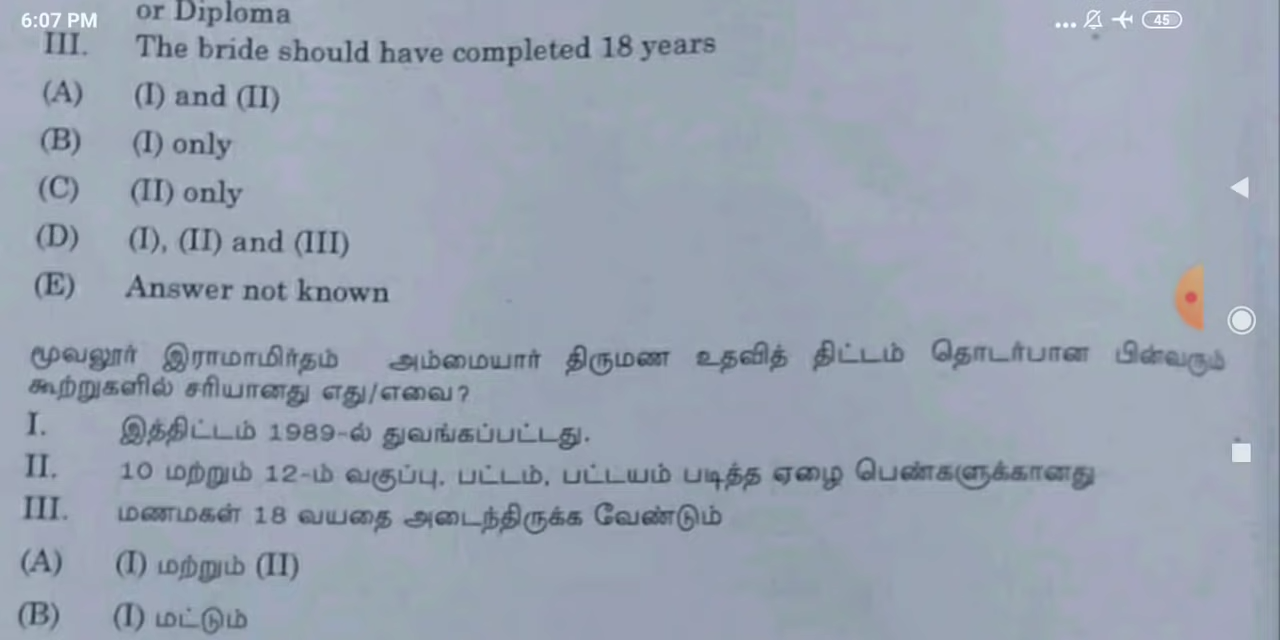 6:07 PM
45
or Diploma
III. The bride should have completed 18 years
(A) (I) and (II)
(B) (I) only
(C) (II) only
(D) (I), (II) and (III)
(E) Answer not known
மூவலூர் இராமாமிர்தம் அம்மையார் திருமண உதவித் திட்டம் தொடர்பான பின்வரும்
கூற்றுகளில் சரியானது எது/எவை?
I. இத்திட்டம் 1989-ல் துவங்கப்பட்டது.
II. 10 மற்றும் 12-ம் வகுப்பு, பட்டம், பட்டயம் படித்த ஏழை பெண்களுக்கானது
III. மணமகள் 18 வயதை அடைந்திருக்க வேண்டும்
(A) (I) மற்றும் (II)
(B) (I) மட்டும்